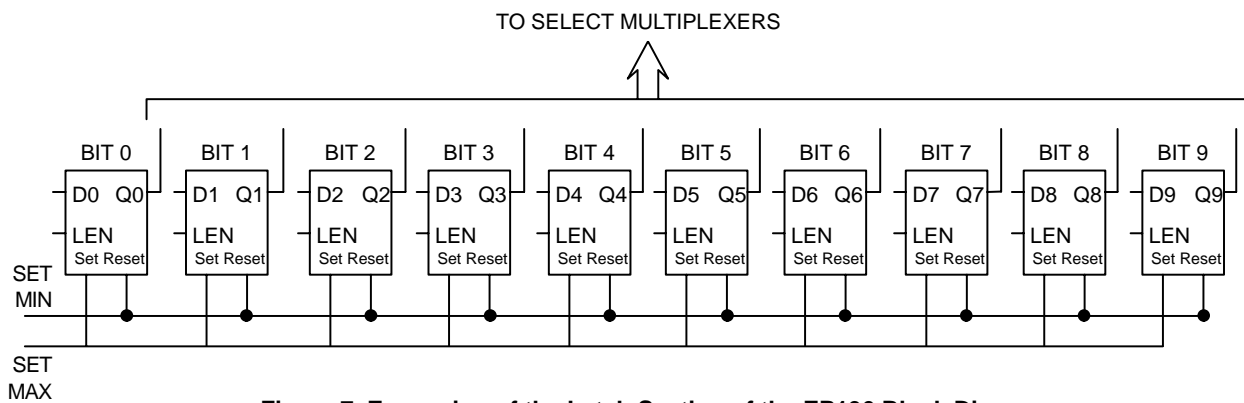 TO SELECT MULTIPLEXERS
BIT 0 BIT 1 BIT 2 BIT 3 BIT 4 BIT 5 BIT 6 BIT 7 BIT 8 BIT 9
D0 Q0 D1 Q1 D2 Q2 D3 Q3 D4 Q4 D5 Q5 D6 Q6 D7 Q7 D8 Q8 D9 Q9
LEN LEN LEN LEN LEN LEN LEN LEN LEN LEN
Set Reset Set Reset Set Reset Set Reset Set Reset Set Reset Set Reset Set Reset Set Reset Set Reset
SET
MIN
SET
MAX